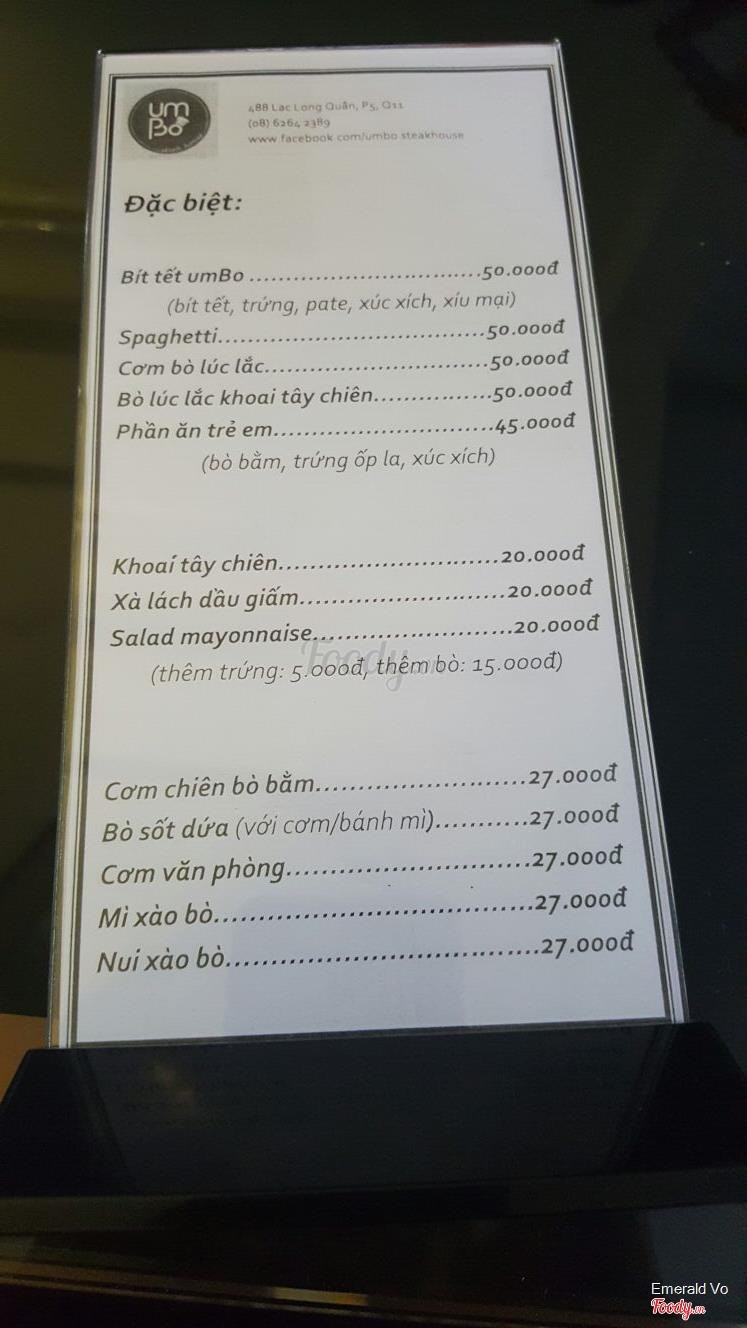 um
Bo
488 Lạc Long Quân, P5, Q11
(08) 6264 2389
www.facebook.com/umbo.steakhouse
Đặc biệt:
Bít tết umBo ................................50.000đ
(bít tết, trứng, pate, xúc xích, xíu mại)
Spaghetti.....................................50.000đ
Cơm bò lúc lắc...............................50.000đ
Bò lúc lắc khoai tây chiên................50.000đ
Phần ăn trẻ em...............................45.000đ
(bò bằm, trứng ốp la, xúc xích)
Khoaí tây chiên...............................20.000đ
Xà lách dầu giấm.............................20.000đ
Salad mayonnaise............................20.000đ
(thêm trứng: 5.000đ, thêm bò: 15.000đ)
Foody.vn
Cơm chiên bò bằm..........................27.000đ
Bò sốt dứa (với cơm/bánh mì)...........27.000đ
Cơm văn phòng..............................27.000đ
Mì xào bò......................................27.000đ
Nui xào bò.....................................27.000đ
Emerald Vo
Foody.vn